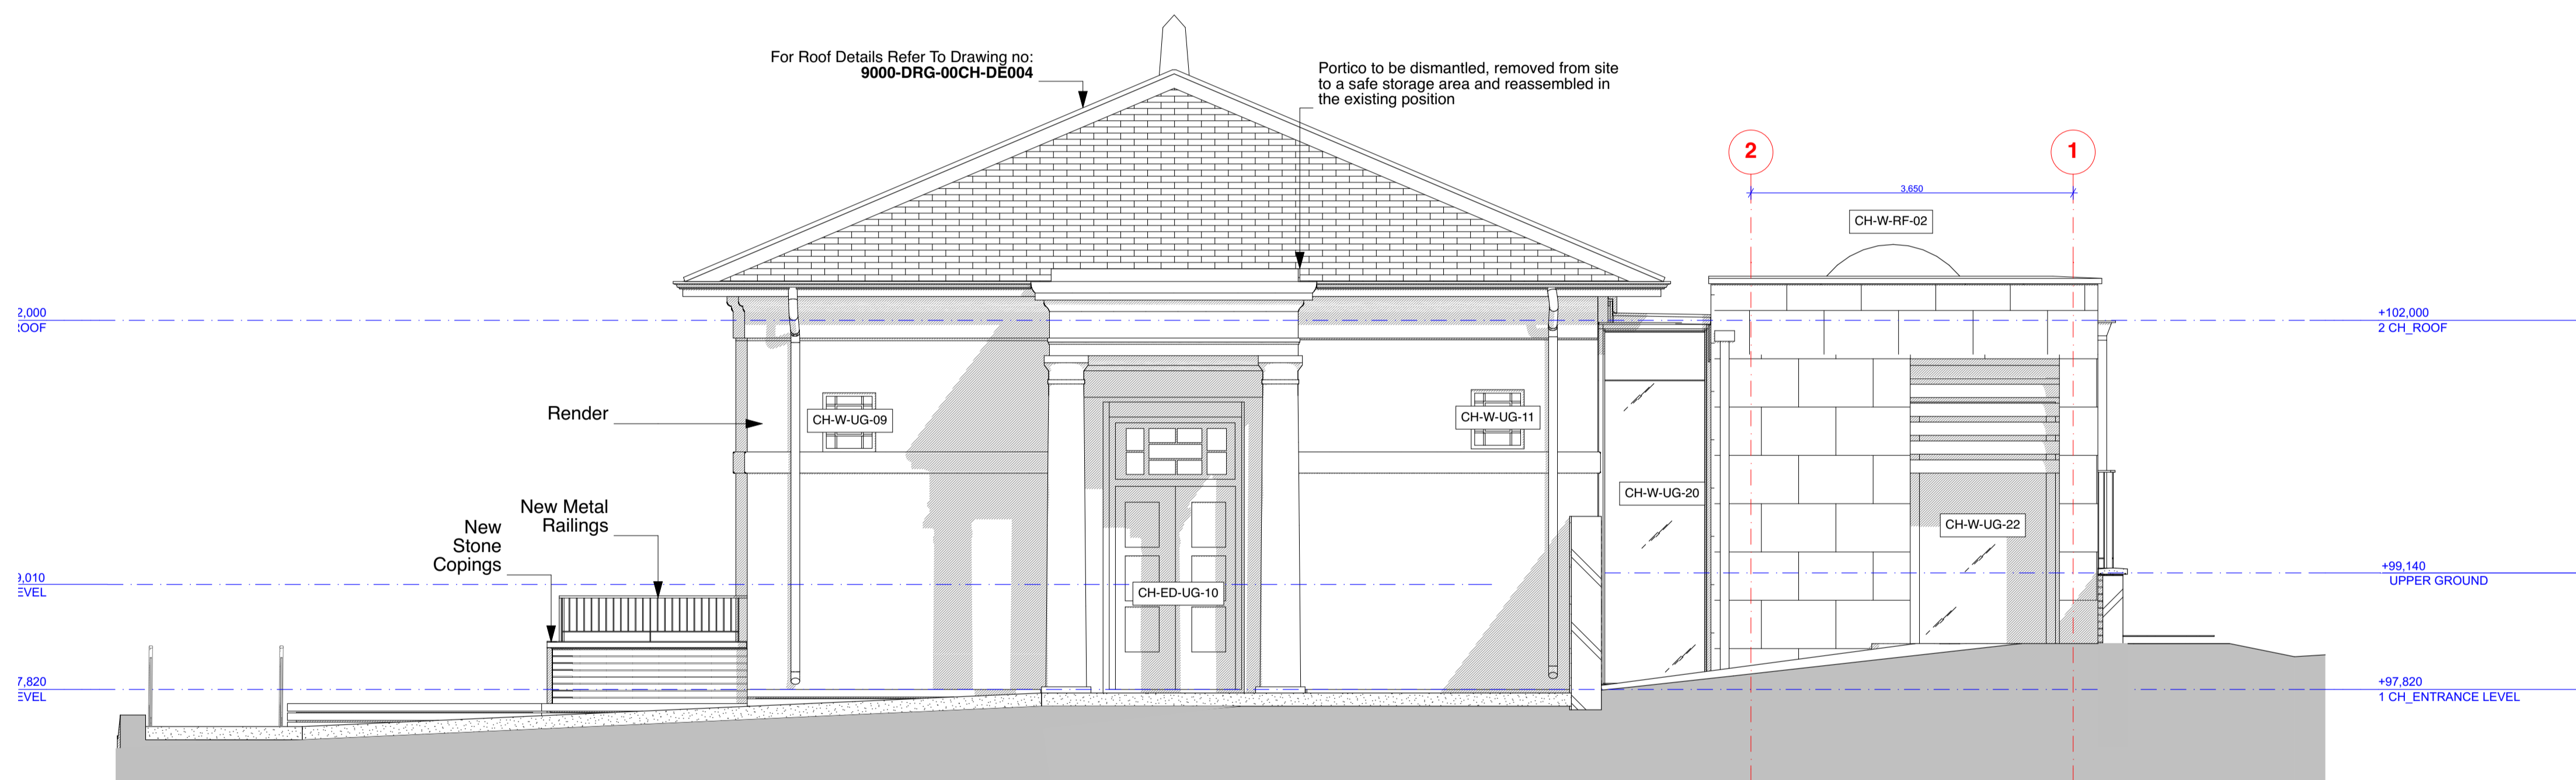 For Roof Details Refer To Drawing no:
9000-DRG-00CH-DE004
Portico to be dismantled, removed from site
to a safe storage area and reassembled in
the existing position
2
1
3,650
CH-W-RF-02
2,000
ROOF
+102,000
2 CH_ROOF
Render
CH-W-UG-09
CH-W-UG-11
CH-W-UG-20
CH-W-UG-22
New Metal
Railings
New
Stone
Copings
CH-ED-UG-10
9,010
EVEL
+99,140
UPPER GROUND
7,820
EVEL
+97,820
1 CH_ENTRANCE LEVEL